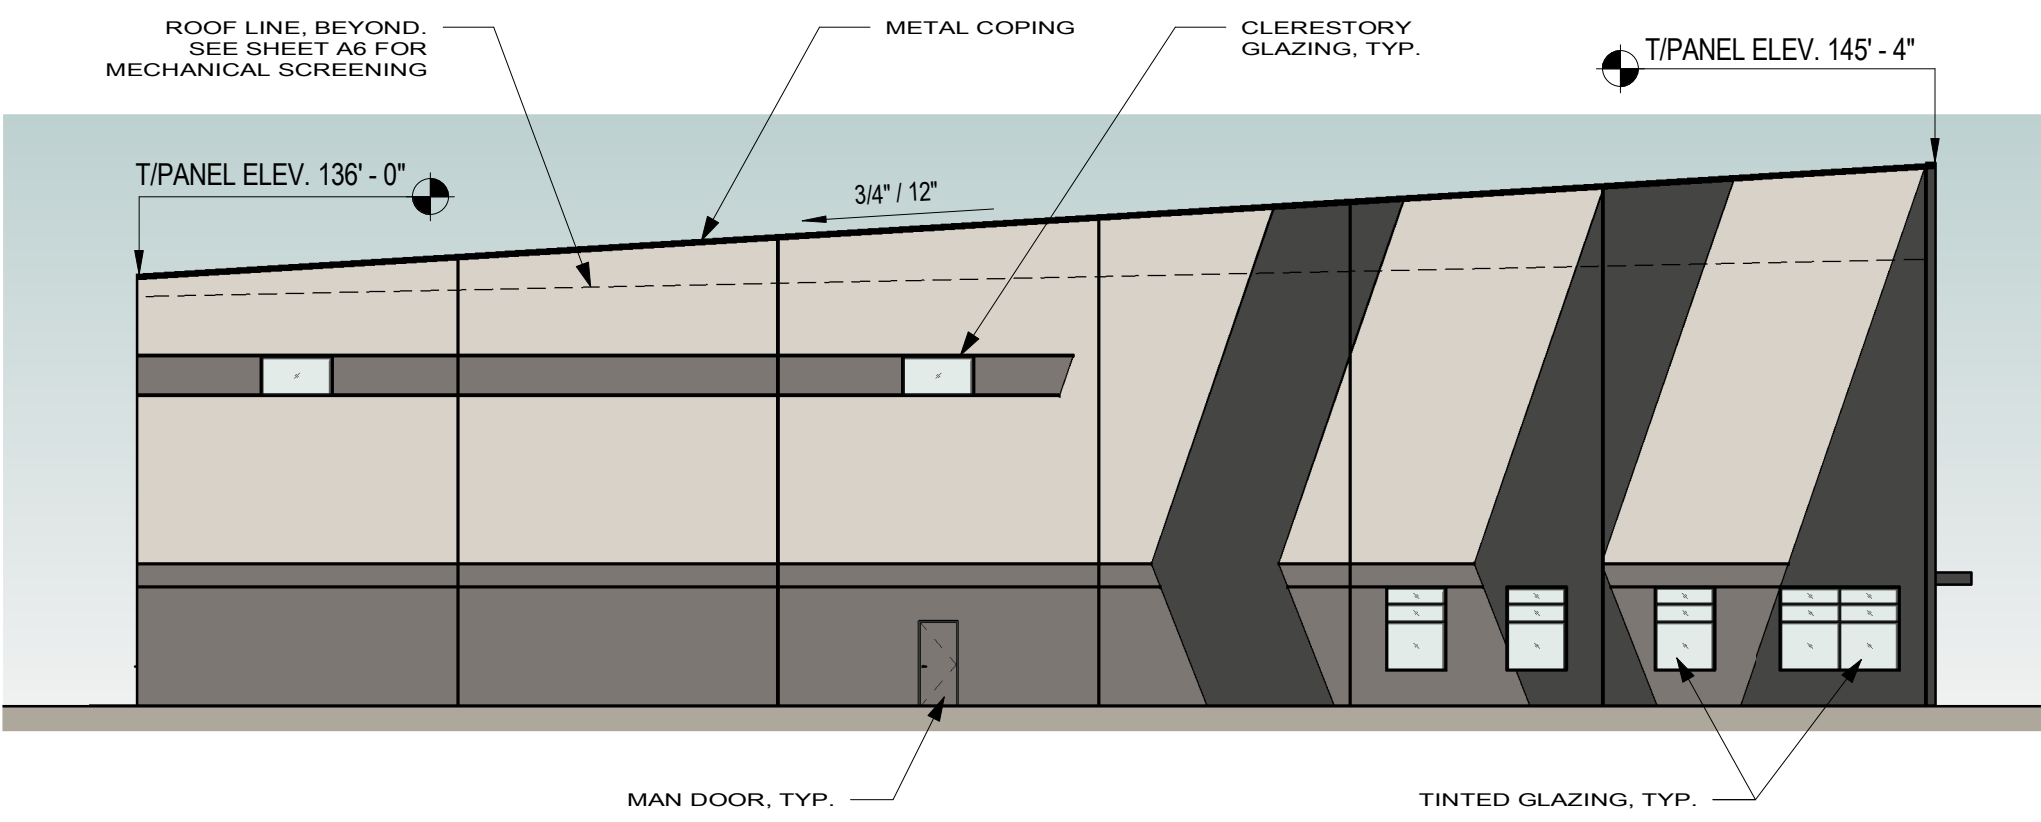 ROOF LINE, BEYOND.
SEE SHEET A6 FOR
MECHANICAL SCREENING
METAL COPING
CLERESTORY
GLAZING, TYP.
T/PANEL ELEV. 145' - 4"
T/PANEL ELEV. 136' - 0"
3/4" / 12"
MAN DOOR, TYP.
TINTED GLAZING, TYP.